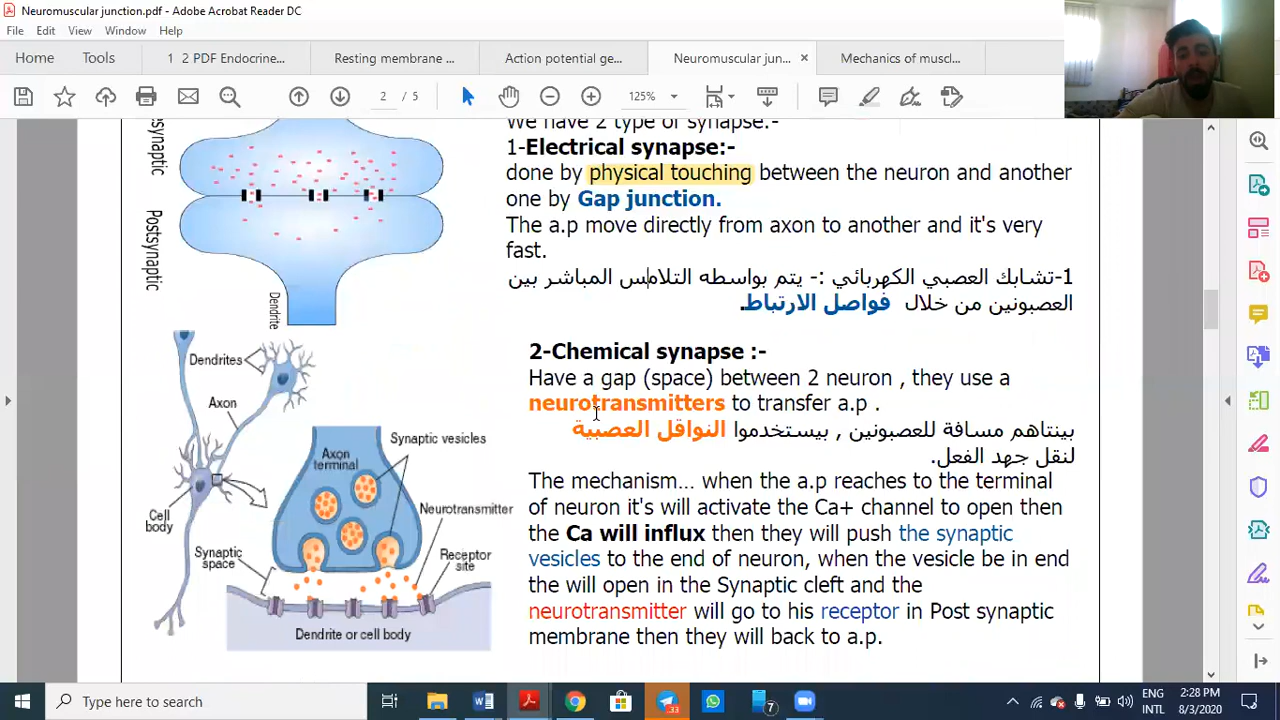 Neuromuscular junction.pdf - Adobe Acrobat Reader DC
File Edit View Window Help
Home Tools 1 2 PDF Endocrine... Resting membrane ... Action potential ge... Neuromuscular jun... × Mechanics of muscl...
2 / 5 125%
We have 2 type of synapse:-
1-Electrical synapse:-
done by physical touching between the neuron and another
one by Gap junction.
The a.p move directly from axon to another and it's very
fast.
1-تشابك العصبي الكهربائي :- يتم بواسطه التلامس المباشر بين
العصبونين من خلال فواصل الارتباط.
2-Chemical synapse :-
Have a gap (space) between 2 neuron , they use a
neurotransmitters to transfer a.p .
بينتاهم مسافة للعصبونين , بيستخدموا النواقل العصبية
لنقل جهد الفعل.
The mechanism... when the a.p reaches to the terminal
of neuron it's will activate the Ca+ channel to open then
the Ca will influx then they will push the synaptic
vesicles to the end of neuron, when the vesicle be in end
the will open in the Synaptic cleft and the
neurotransmitter will go to his receptor in Post synaptic
membrane then they will back to a.p.
Postsynaptic
Dendrite
Dendrites
Axon
Cell
body
Synaptic vesicles
Axon
terminal
Neurotransmitter
Synaptic
space
Receptor
site
Dendrite or cell body
Type here to search
7
ENG
INTL
2:28 PM
8/3/2020